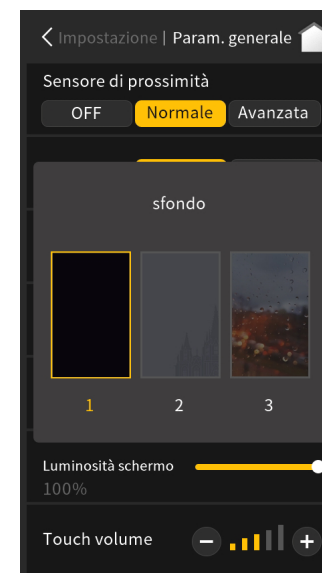 Impostazione | Param. generale
Sensore di prossimità
OFF Normale Avanzata
sfondo
1 2 3
Luminosità schermo
100%
Touch volume